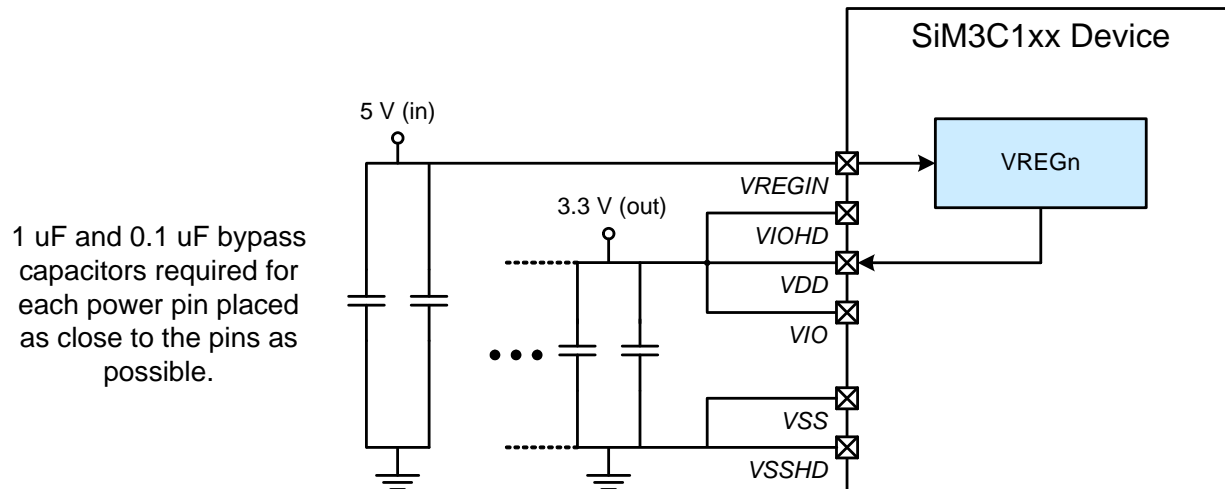 SiM3C1xx Device
5 V (in)
VREGn
VREGIN
3.3 V (out)
VIOHD
1 uF and 0.1 uF bypass
capacitors required for
each power pin placed
as close to the pins as
possible.
VDD
VIO
VSS
VSSHD